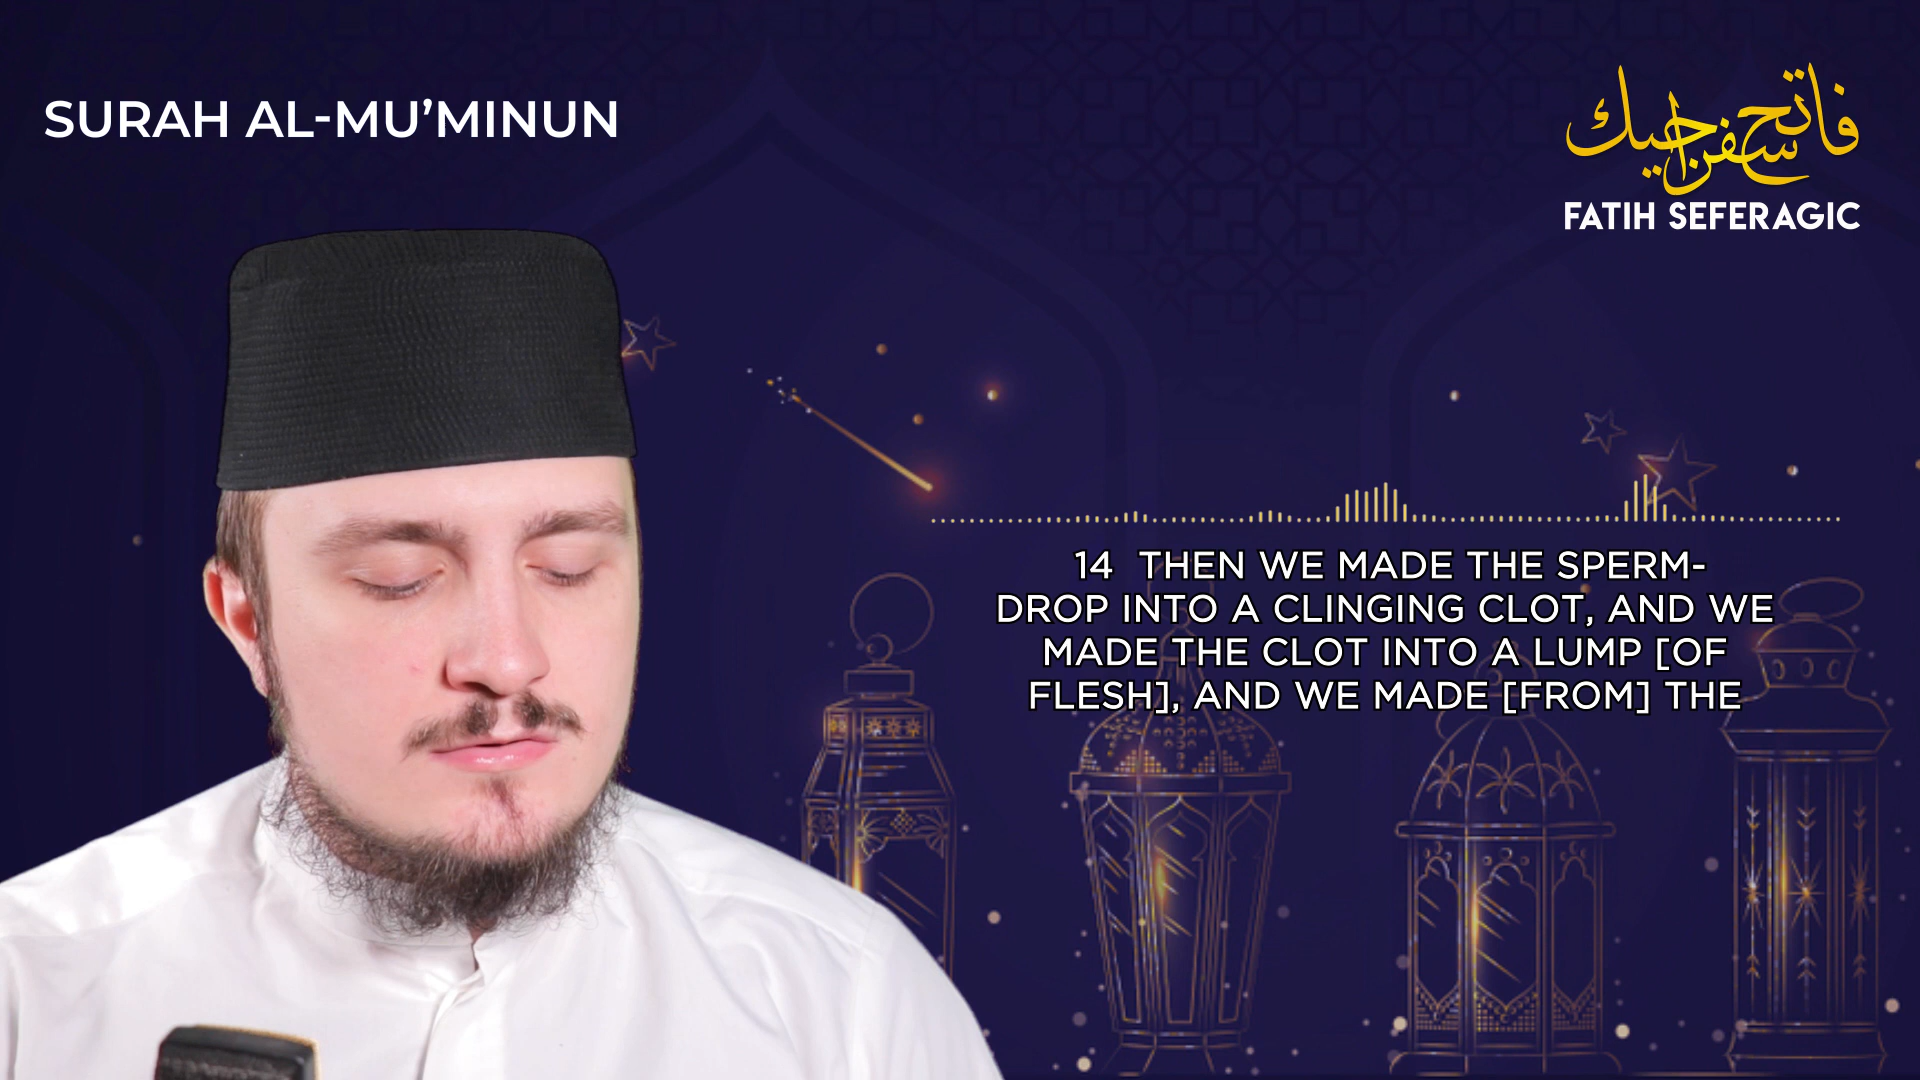 SURAH AL-MU’MINUN
فاتح
سفراجيك
FATIH SEFERAGIC
14 THEN WE MADE THE SPERM-
DROP INTO A CLINGING CLOT, AND WE
MADE THE CLOT INTO A LUMP [OF
FLESH], AND WE MADE [FROM] THE